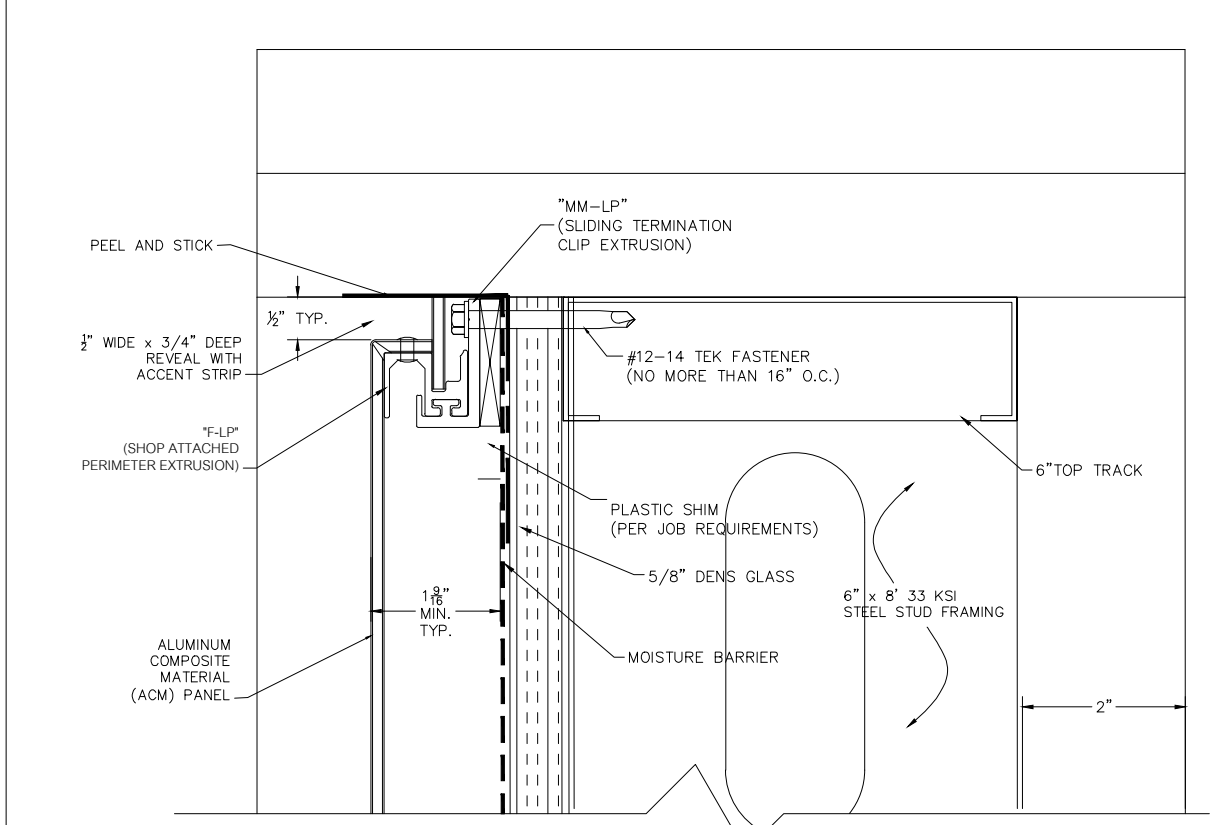 "MM-LP"
(SLIDING TERMINATION
CLIP EXTRUSION)
PEEL AND STICK
½" TYP.
½" WIDE x 3/4" DEEP
REVEAL WITH
ACCENT STRIP
#12-14 TEK FASTENER
(NO MORE THAN 16" O.C.)
"F-LP"
(SHOP ATTACHED
PERIMETER EXTRUSION)
6"TOP TRACK
PLASTIC SHIM
(PER JOB REQUIREMENTS)
5/8" DENS GLASS
1 9/16"
MIN.
TYP.
6" x 8' 33 KSI
STEEL STUD FRAMING
ALUMINUM
COMPOSITE
MATERIAL
(ACM) PANEL
MOISTURE BARRIER
2"